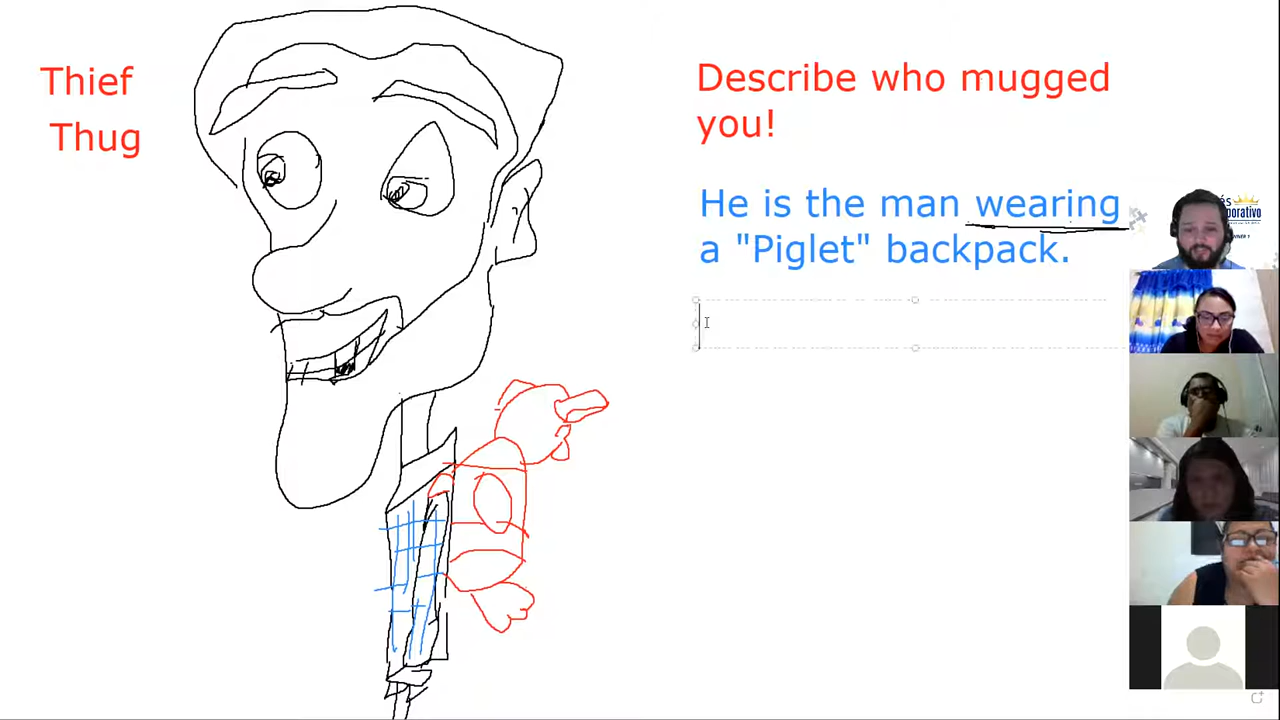 Thief
Thug
Describe who mugged
you!
He is the man wearing
a "Piglet" backpack.